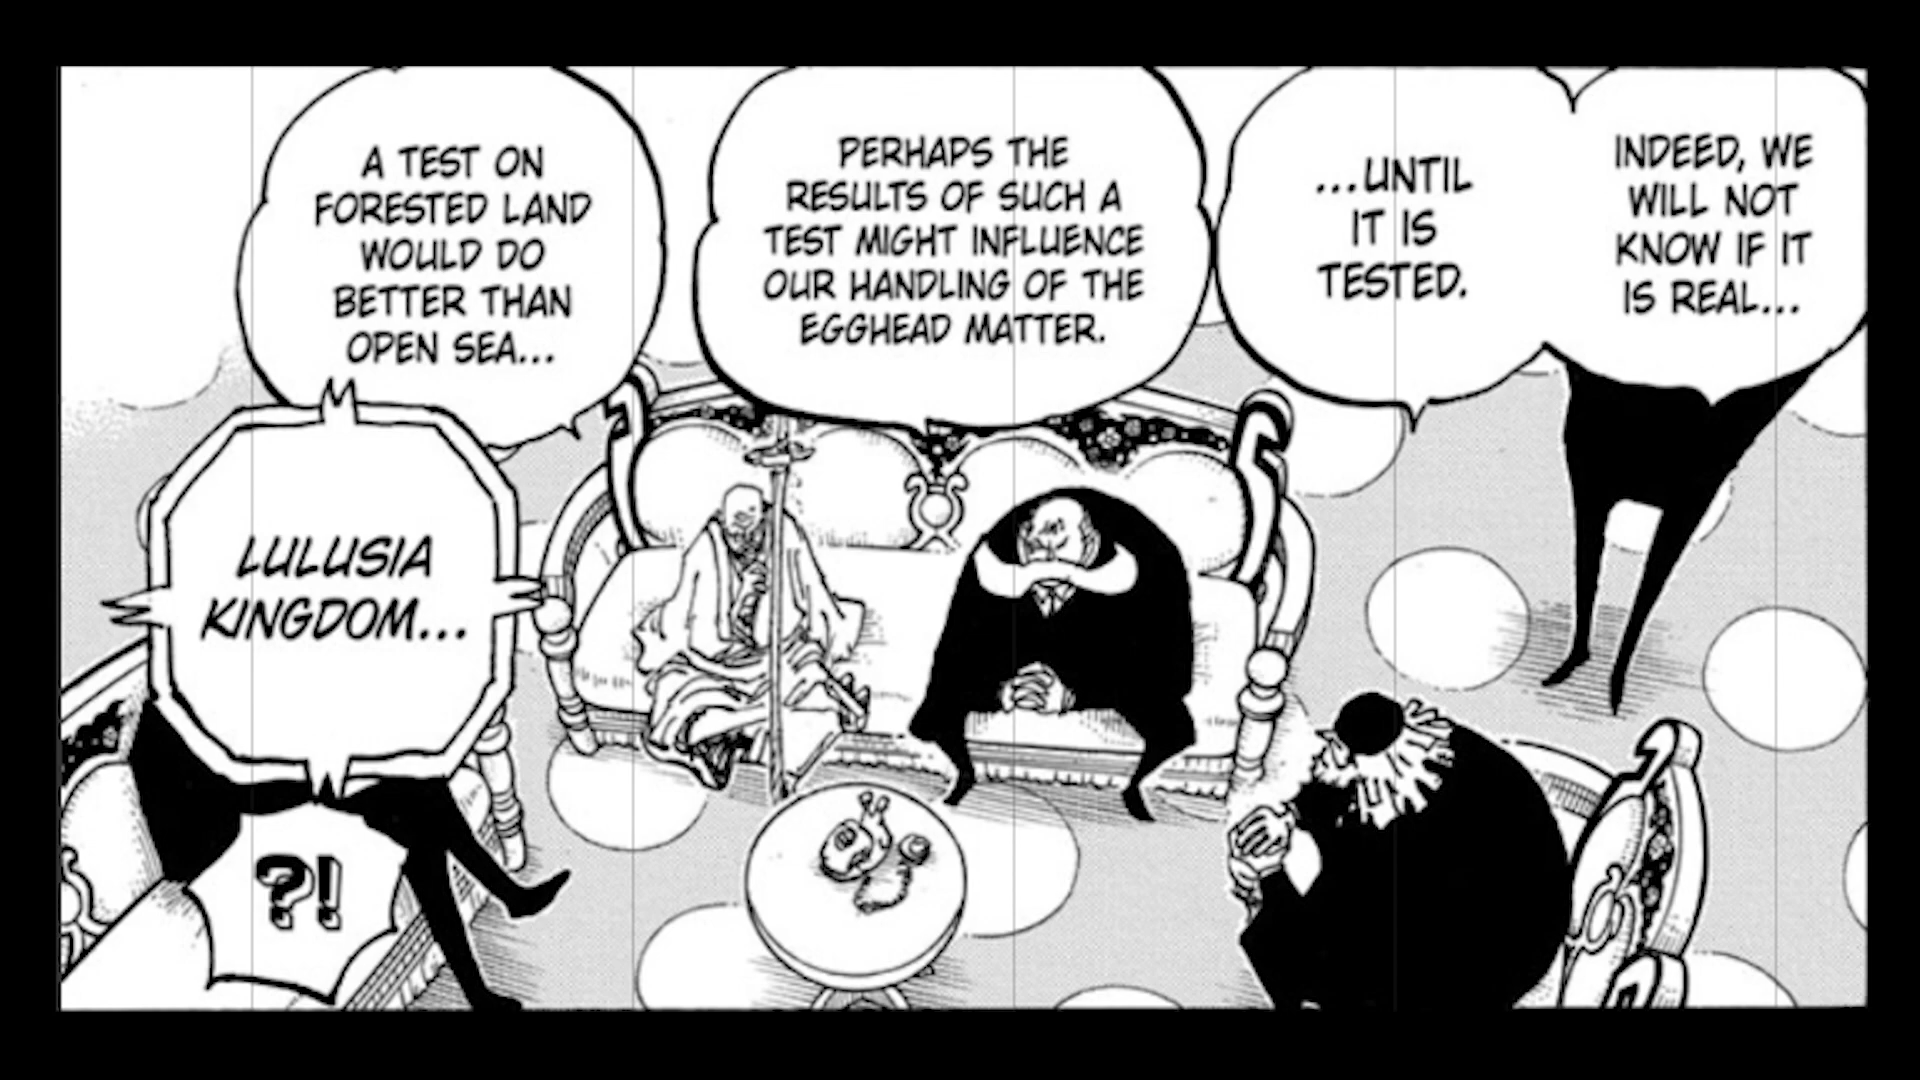 INDEED, WE
WILL NOT
KNOW IF IT
IS REAL...
...UNTIL
IT IS
TESTED.
PERHAPS THE
RESULTS OF SUCH A
TEST MIGHT INFLUENCE
OUR HANDLING OF THE
EGGHEAD MATTER.
A TEST ON
FORESTED LAND
WOULD DO
BETTER THAN
OPEN SEA...
LULUSIA
KINGDOM...
?!